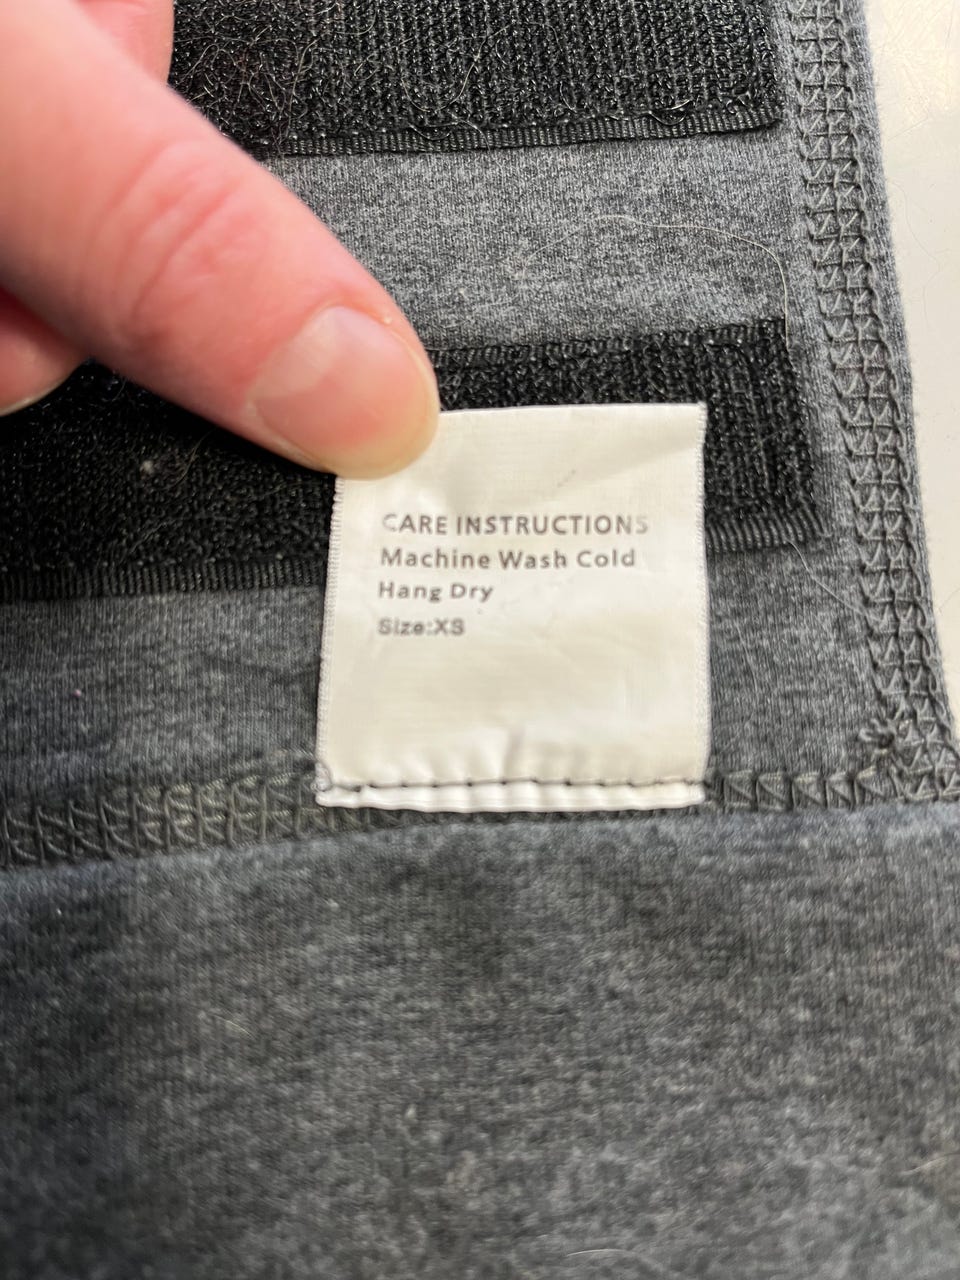 CARE INSTRUCTIONS
Machine Wash Cold
Hang Dry
Size:XS